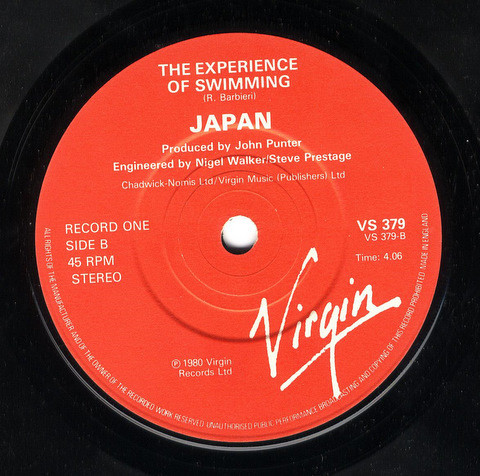 THE EXPERIENCE
OF SWIMMING
(R. Barbieri)
JAPAN
Produced by John Punter
Engineered by Nigel Walker/Steve Prestage
Chadwick-Nomis Ltd/Virgin Music (Publishers) Ltd
RECORD ONE
SIDE B
45 RPM
STEREO
VS 379
VS 379-B
Time: 4.06
Virgin
℗ 1980 Virgin
Records Ltd
ALL RIGHTS OF THE MANUFACTURER AND OF THE OWNER OF THE RECORDED WORK RESERVED. UNAUTHORISED PUBLIC PERFORMANCE BROADCASTING AND COPYING OF THIS RECORD PROHIBITED. MADE IN ENGLAND